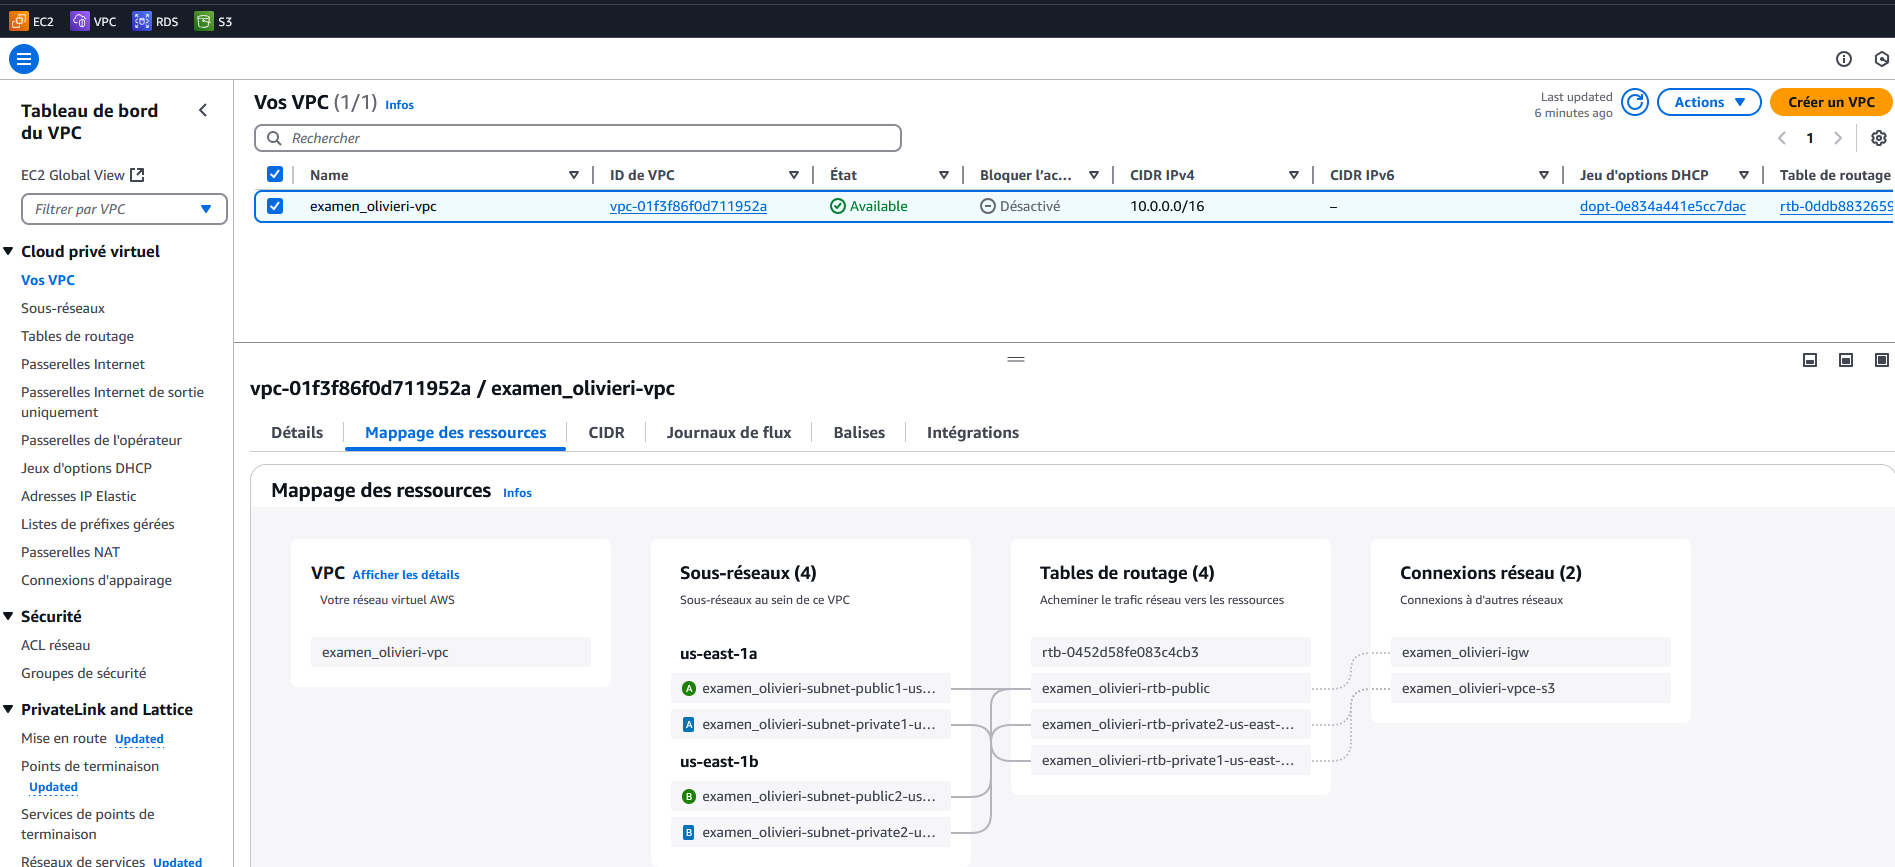 EC2 VPC RDS S3
Tableau de bord du VPC
EC2 Global View
Filtrer par VPC
Cloud privé virtuel
Vos VPC
Sous-réseaux
Tables de routage
Passerelles Internet
Passerelles Internet de sortie uniquement
Passerelles de l'opérateur
Jeux d'options DHCP
Adresses IP Elastic
Listes de préfixes gérées
Passerelles NAT
Connexions d'appairage
Sécurité
ACL réseau
Groupes de sécurité
PrivateLink and Lattice
Mise en route Updated
Points de terminaison
Updated
Services de points de terminaison
Réseaux de services Updated
Vos VPC (1/1) Infos
Last updated
6 minutes ago
Actions
Créer un VPC
Rechercher
1
Name ID de VPC État Bloquer l'ac... CIDR IPv4 CIDR IPv6 Jeu d'options DHCP Table de routage
examen_olivieri-vpc vpc-01f3f86f0d711952a Available Désactivé 10.0.0.0/16 – dopt-0e834a441e5cc7dac rtb-0ddb8832659
vpc-01f3f86f0d711952a / examen_olivieri-vpc
Détails Mappage des ressources CIDR Journaux de flux Balises Intégrations
Mappage des ressources Infos
VPC Afficher les détails
Votre réseau virtuel AWS
examen_olivieri-vpc
Sous-réseaux (4)
Sous-réseaux au sein de ce VPC
us-east-1a
A examen_olivieri-subnet-public1-us...
A examen_olivieri-subnet-private1-u...
us-east-1b
B examen_olivieri-subnet-public2-us...
B examen_olivieri-subnet-private2-u...
Tables de routage (4)
Acheminer le trafic réseau vers les ressources
rtb-0452d58fe083c4cb3
examen_olivieri-rtb-public
examen_olivieri-rtb-private2-us-east-...
examen_olivieri-rtb-private1-us-east-...
Connexions réseau (2)
Connexions à d'autres réseaux
examen_olivieri-igw
examen_olivieri-vpce-s3